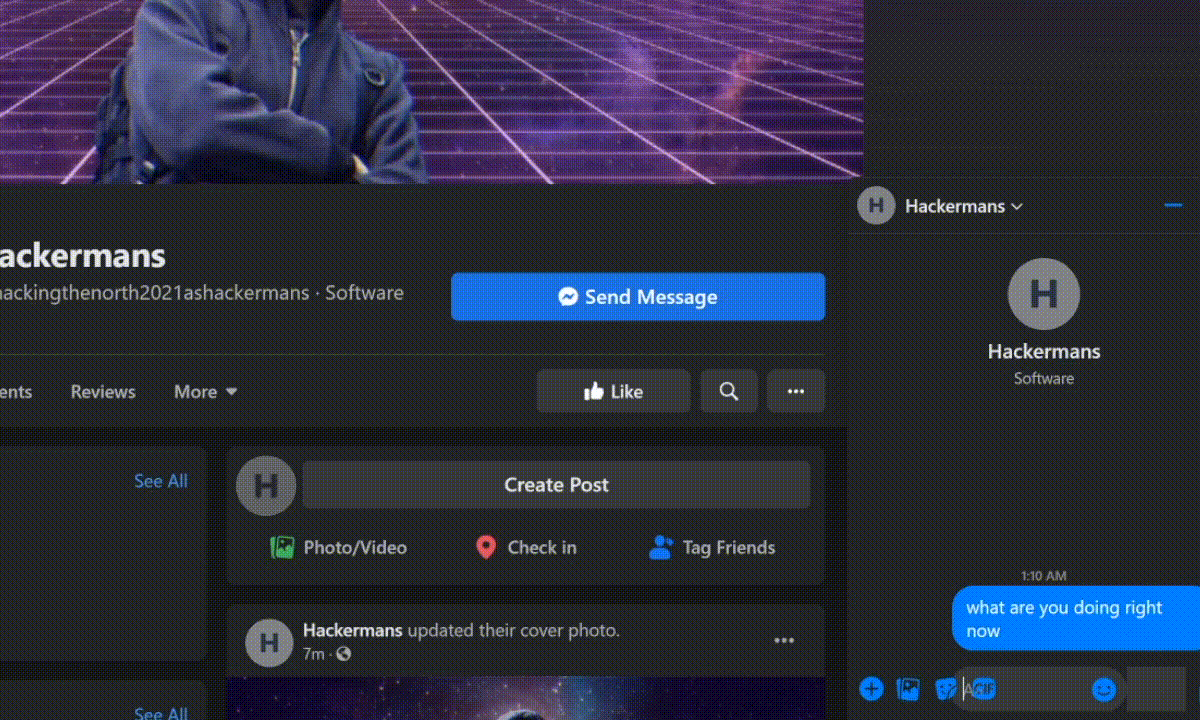 ackermans
ackingthenorth2021ashackermans · Software
Send Message
ents
Reviews
More
Like
See All
H
Create Post
Photo/Video
Check in
Tag Friends
H
Hackermans updated their cover photo.
7m ·
See All
H
Hackermans
H
Hackermans
Software
1:10 AM
what are you doing right
now
GIF